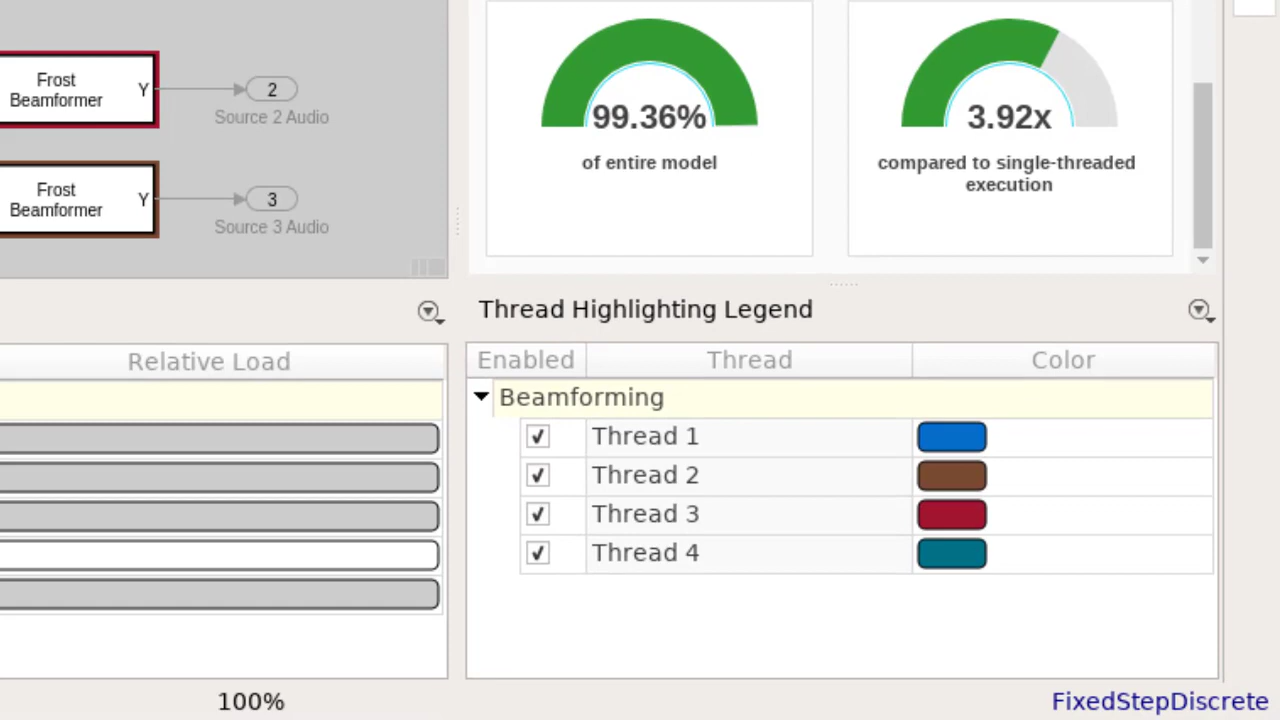 Frost
Beamformer
Y
2
Source 2 Audio
Frost
Beamformer
Y
3
Source 3 Audio
99.36%
of entire model
3.92x
compared to single-threaded
execution
Relative Load
Thread Highlighting Legend
Enabled Thread Color
Beamforming
Thread 1
Thread 2
Thread 3
Thread 4
100%
FixedStepDiscrete